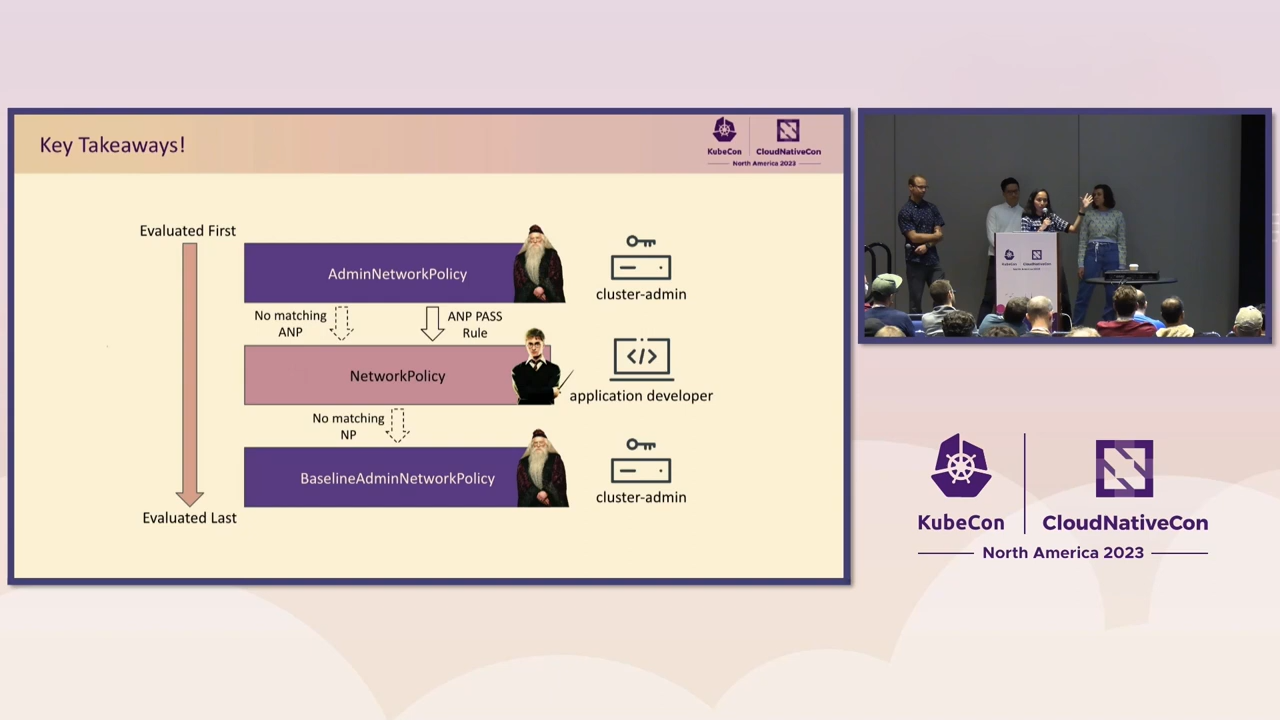 Key Takeaways!
KubeCon
CloudNativeCon
North America 2023
Evaluated First
AdminNetworkPolicy
cluster-admin
No matching
ANP
ANP PASS
Rule
NetworkPolicy
application developer
No matching
NP
BaselineAdminNetworkPolicy
cluster-admin
Evaluated Last
KubeCon
CloudNativeCon
North America 2023